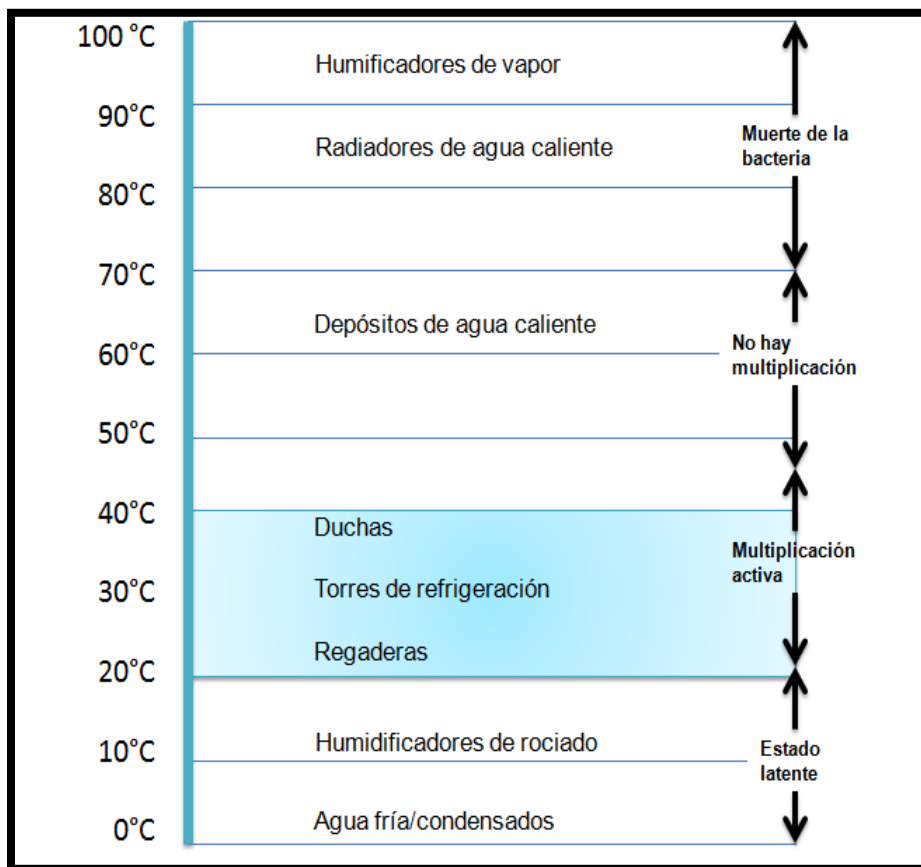 100 °C
Humificadores de vapor
90°C
Muerte de la
bacteria
Radiadores de agua caliente
80°C
70°C
Depósitos de agua caliente
No hay
multiplicación
60°C
50°C
40°C
Duchas
Multiplicación
activa
30°C
Torres de refrigeración
Regaderas
20°C
Humidificadores de rociado
10°C
Estado
latente
Agua fría/condensados
0°C